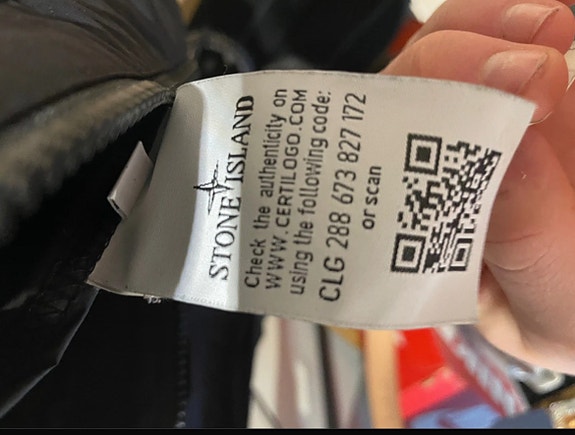 STONE ISLAND
Check the authenticity on
WWW.CERTILOGO.COM
using the following code:
CLG 288 673 827 172
or scan